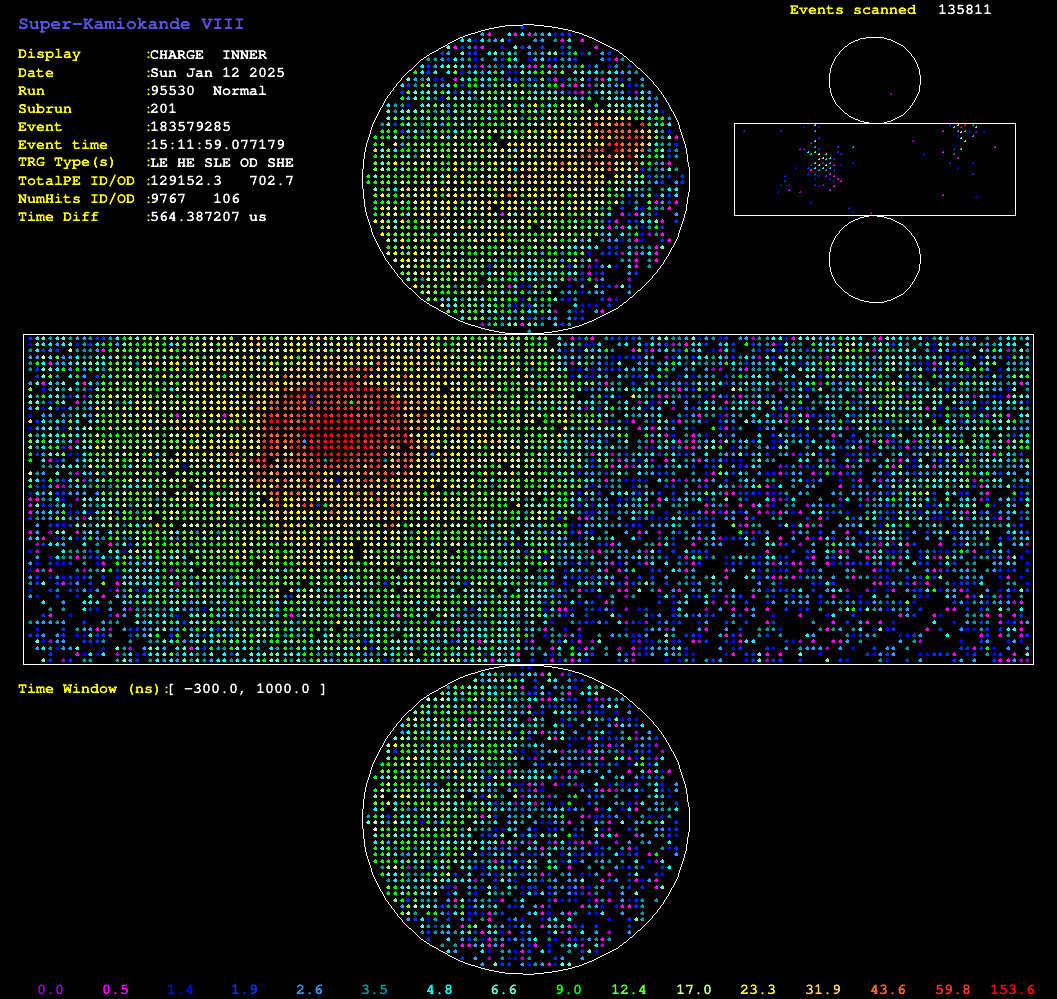 Super-Kamiokande VIII
Events scanned 135811
Display :CHARGE INNER
Date :Sun Jan 12 2025
Run :95530 Normal
Subrun :201
Event :183579285
Event time :15:11:59.077179
TRG Type(s) :LE HE SLE OD SHE
TotalPE ID/OD :129152.3 702.7
NumHits ID/OD :9767 106
Time Diff :564.387207 us
Time Window (ns):[ -300.0, 1000.0 ]
0.0 0.5 1.4 1.9 2.6 3.5 4.8 6.6 9.0 12.4 17.0 23.3 31.9 43.6 59.8 153.6